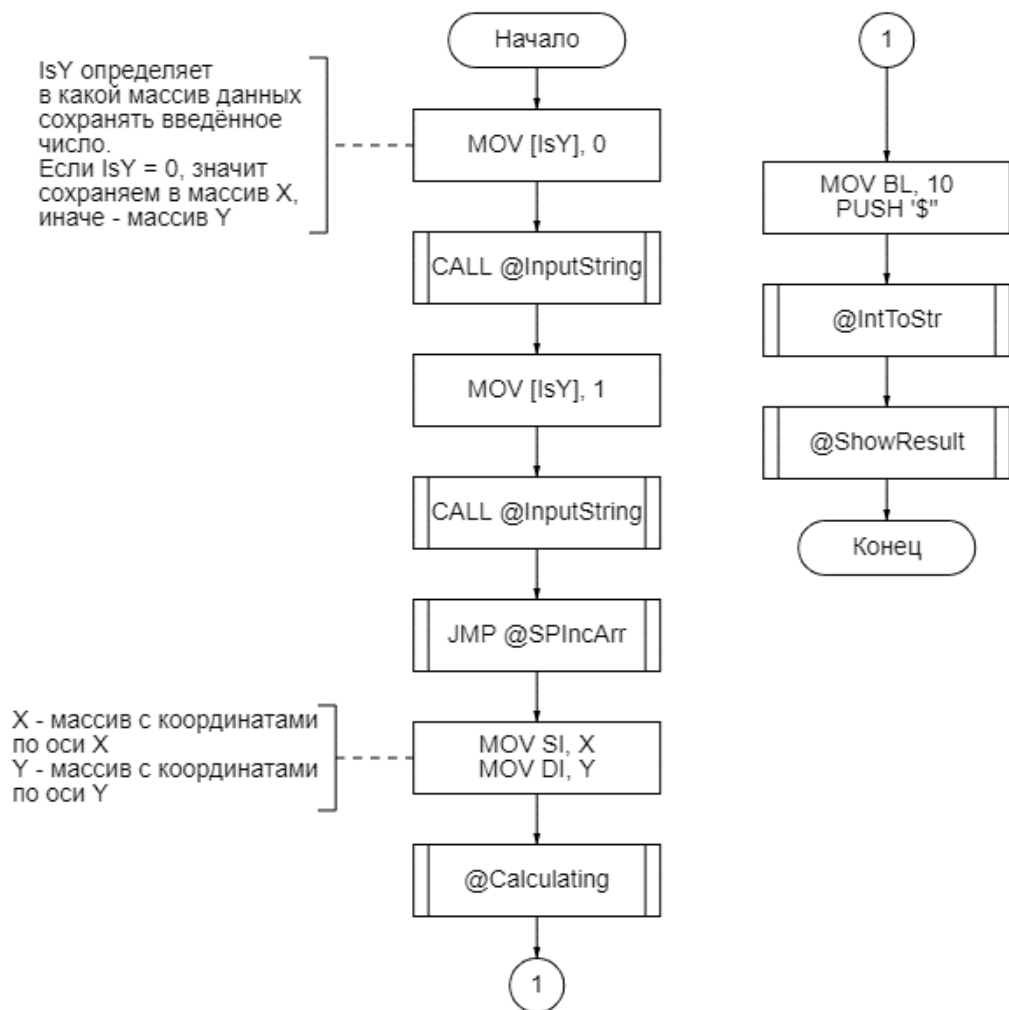 Начало
IsY определяет
в какой массив данных
сохранять введённое
число.
Если IsY = 0, значит
сохраняем в массив X,
иначе - массив Y
MOV [IsY], 0
CALL @InputString
MOV [IsY], 1
CALL @InputString
JMP @SPIncArr
X - массив с координатами
по оси X
Y - массив с координатами
по оси Y
MOV SI, X
MOV DI, Y
@Calculating
1
1
MOV BL, 10
PUSH '$"
@IntToStr
@ShowResult
Конец